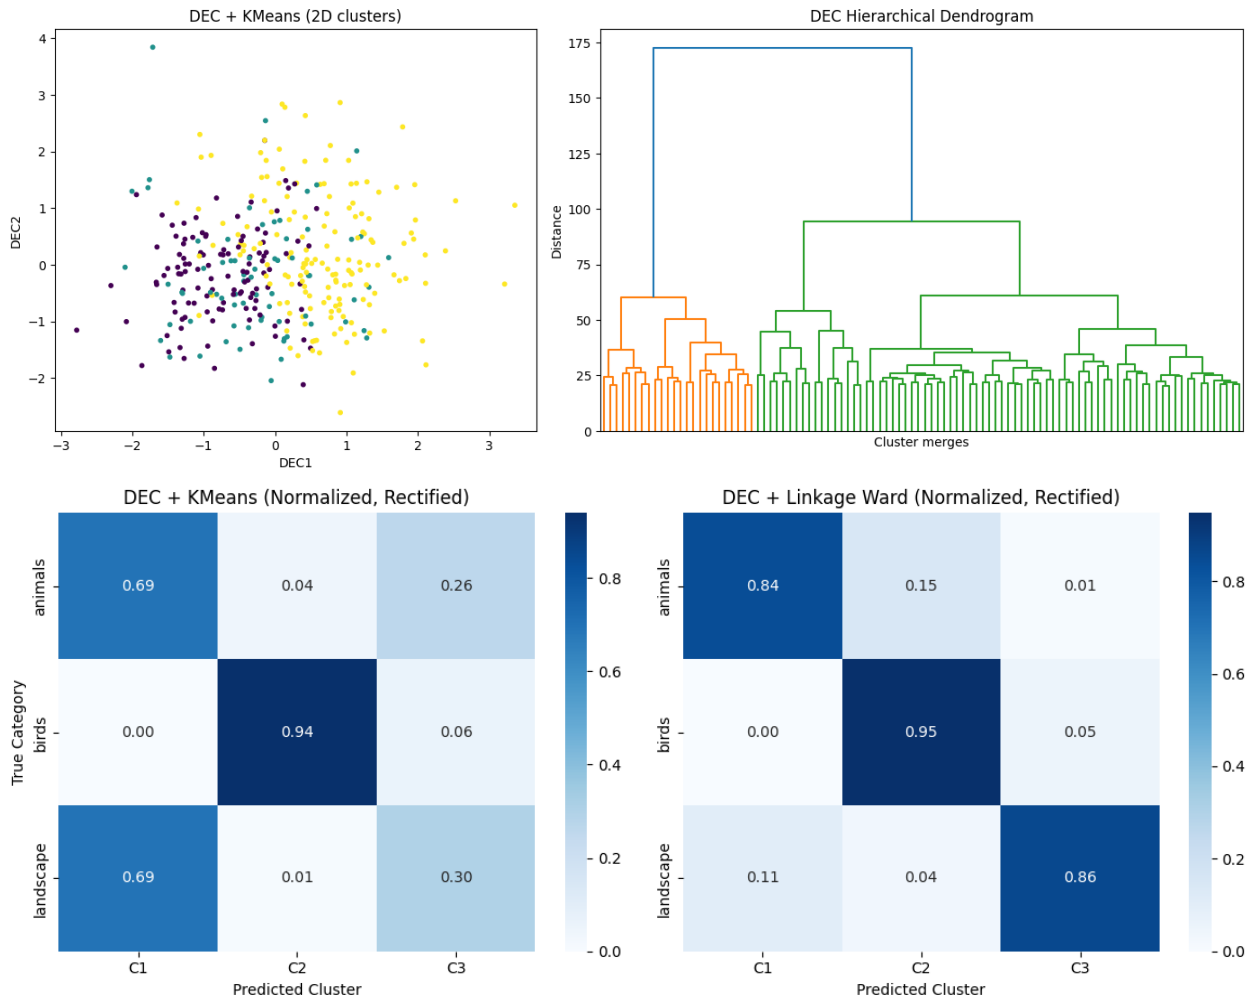 DEC + KMeans (2D clusters)
4
3
2
1
0
−1
−2
DEC2
−3
−2
−1
0
1
2
3
DEC1
DEC Hierarchical Dendrogram
175
150
125
100
75
50
25
0
Distance
Cluster merges
DEC + KMeans (Normalized, Rectified)
True Category
animals
0.69 0.04 0.26
birds
0.00 0.94 0.06
landscape
0.69 0.01 0.30
C1 C2 C3
Predicted Cluster
0.8
0.6
0.4
0.2
0.0
DEC + Linkage Ward (Normalized, Rectified)
animals
0.84 0.15 0.01
birds
0.00 0.95 0.05
landscape
0.11 0.04 0.86
C1 C2 C3
Predicted Cluster
0.8
0.6
0.4
0.2
0.0